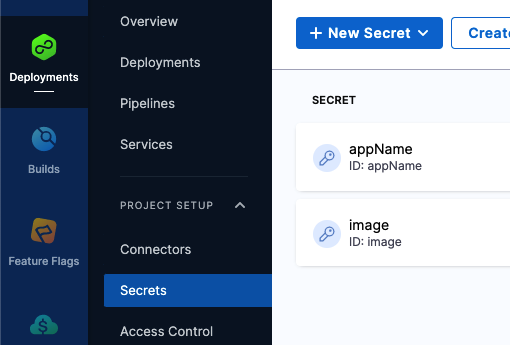 Deployments
Builds
Feature Flags
Overview
Deployments
Pipelines
Services
PROJECT SETUP
Connectors
Secrets
Access Control
+ New Secret
Create
SECRET
appName
ID: appName
image
ID: image